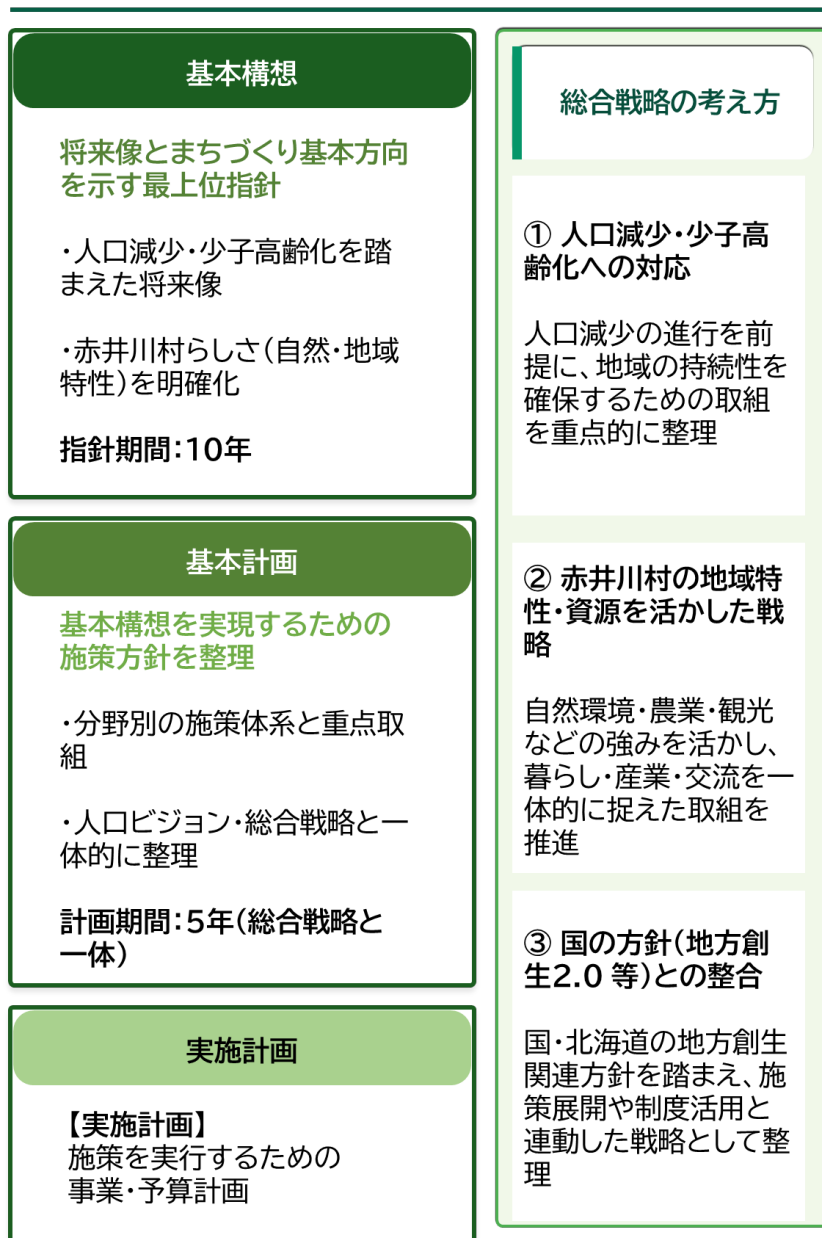 基本構想
将来像とまちづくり基本方向
を示す最上位指針
・人口減少・少子高齢化を踏
まえた将来像
・赤井川村らしさ（自然・地域
特性）を明確化
指針期間：10年
基本計画
基本構想を実現するための
施策方針を整理
・分野別の施策体系と重点取
組
・人口ビジョン・総合戦略と一
体的に整理
計画期間：5年（総合戦略と
一体）
実施計画
【実施計画】
施策を実行するための
事業・予算計画
総合戦略の考え方
① 人口減少・少子高
齢化への対応
人口減少の進行を前
提に、地域の持続性を
確保するための取組
を重点的に整理
② 赤井川村の地域特
性・資源を活かした戦
略
自然環境・農業・観光
などの強みを活かし、
暮らし・産業・交流を一
体的に捉えた取組を
推進
③ 国の方針（地方創
生2.0 等）との整合
国・北海道の地方創生
関連方針を踏まえ、施
策展開や制度活用と
連動した戦略として整
理